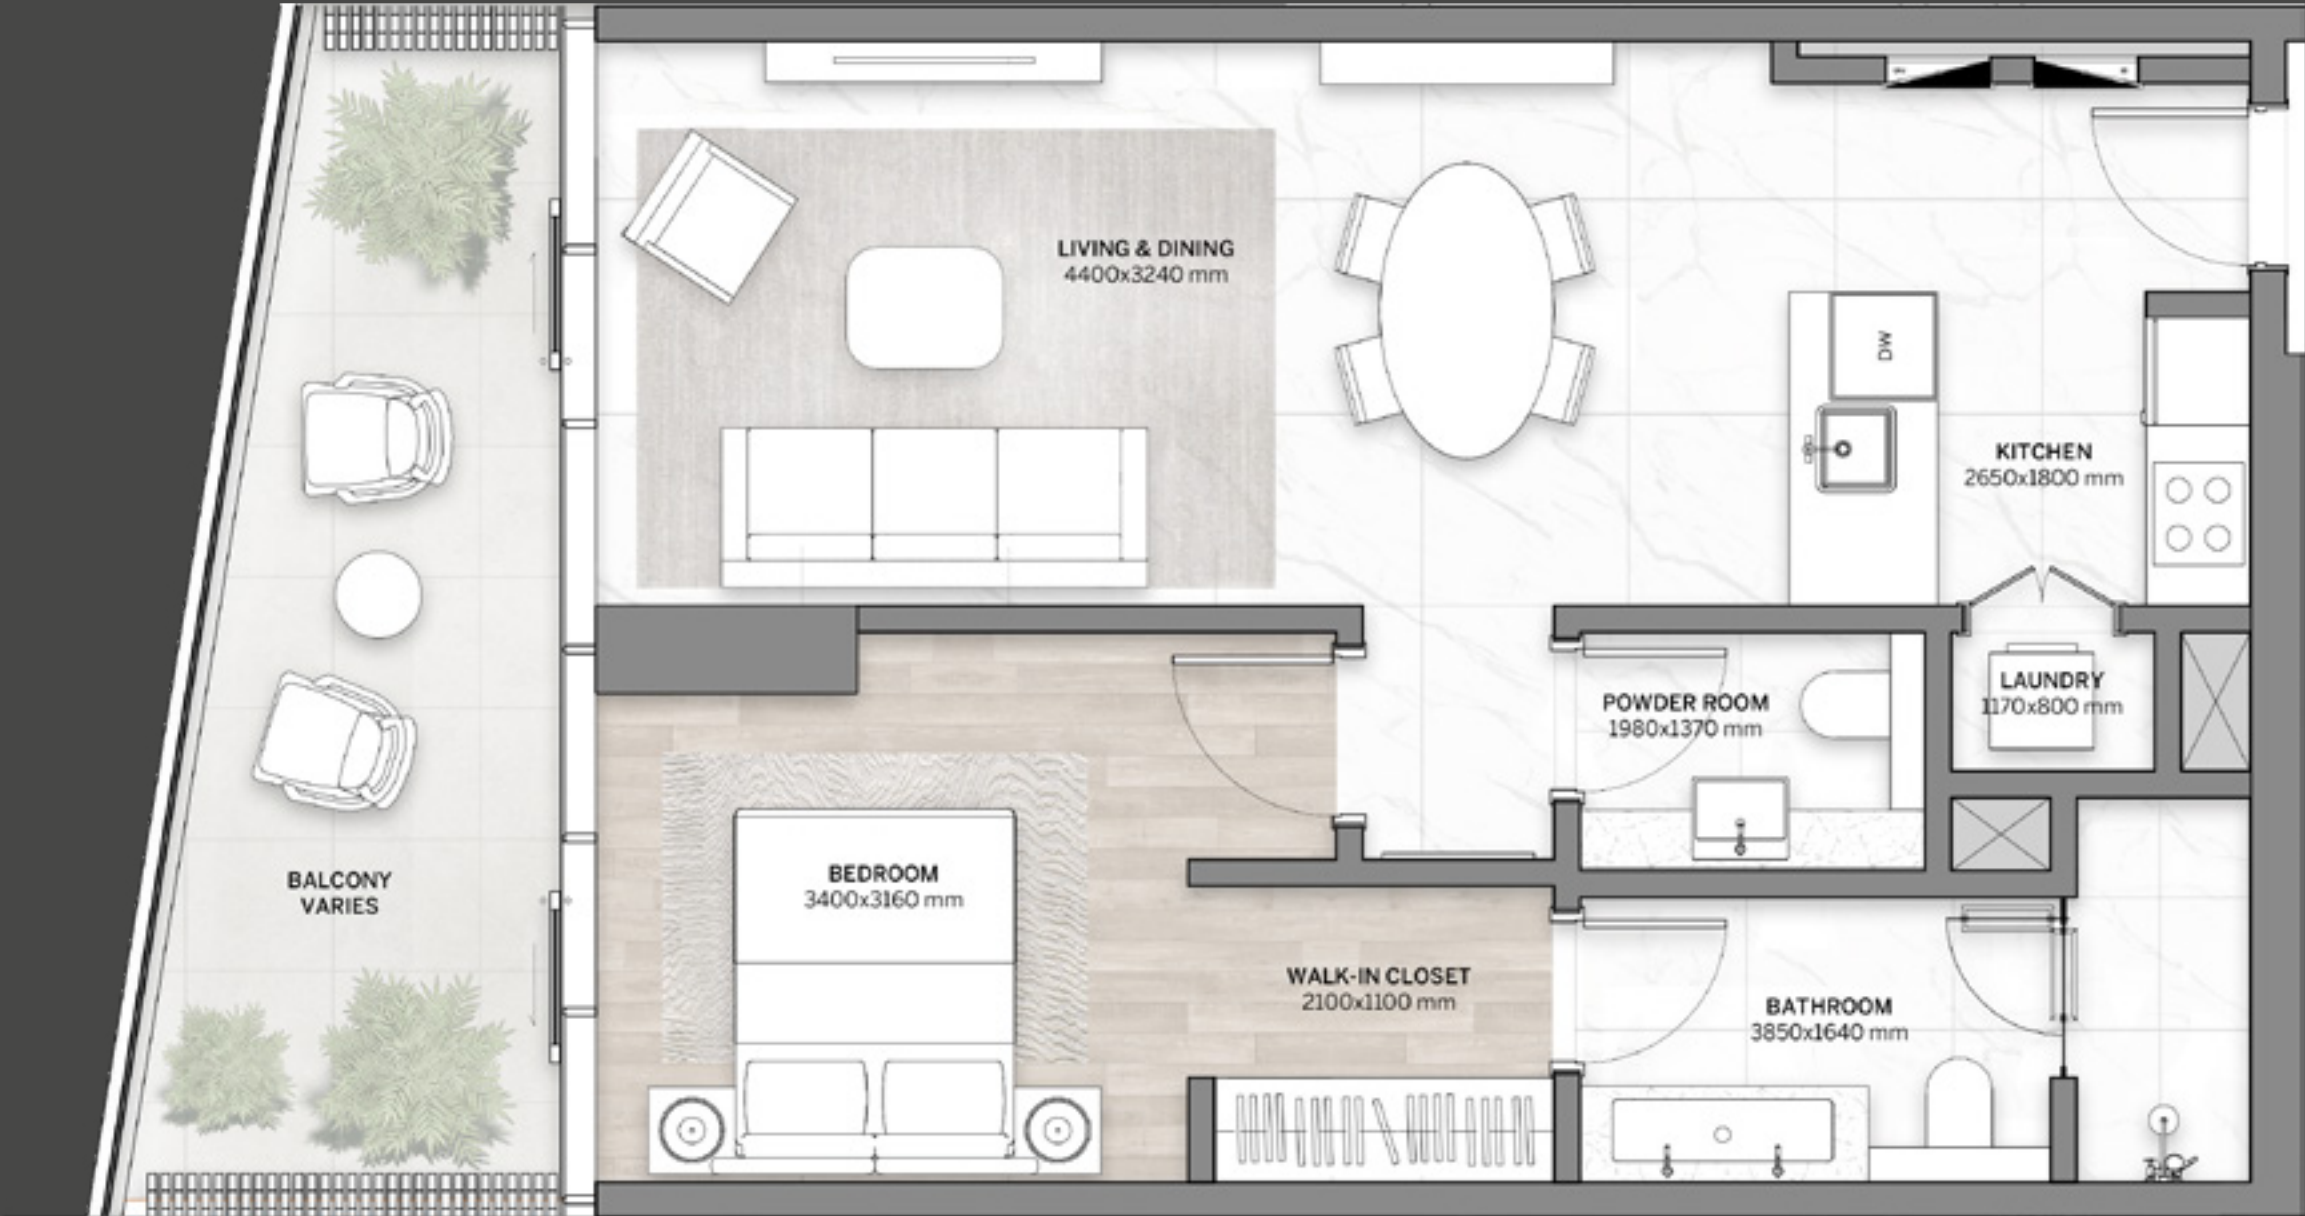 LIVING & DINING
4400x3240 mm
DW
KITCHEN
2650x1800 mm
LAUNDRY
1170x800 mm
POWDER ROOM
1980x1370 mm
BALCONY
VARIES
BEDROOM
3400x3160 mm
WALK-IN CLOSET
2100x1100 mm
BATHROOM
3850x1640 mm